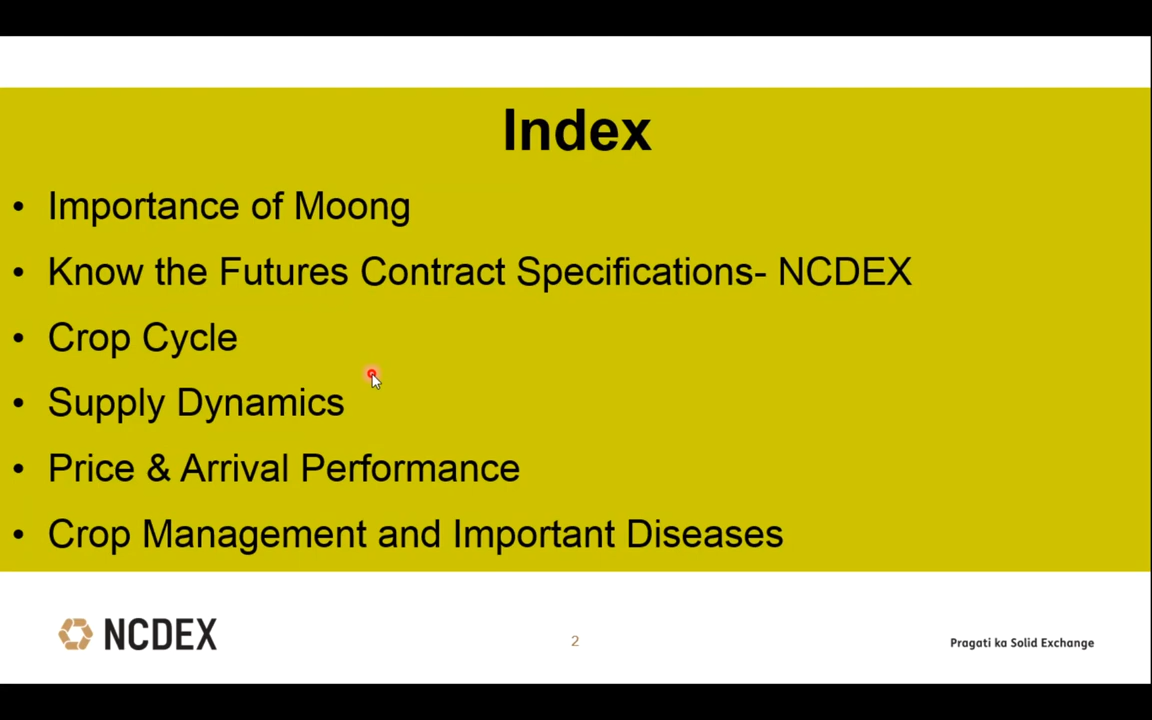 Index
• Importance of Moong
• Know the Futures Contract Specifications- NCDEX
• Crop Cycle
• Supply Dynamics
• Price & Arrival Performance
• Crop Management and Important Diseases
NCDEX
2
Pragati ka Solid Exchange